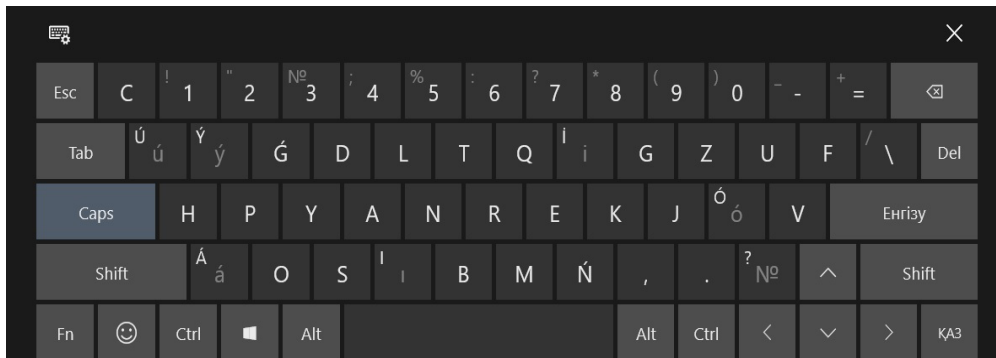 Esc C ! 1 " 2 № 3 ; 4 % 5 : 6 ? 7 * 8 ( 9 ) 0 _ - + =
Tab Ú ú Ý ý Ǵ D L T Q İ i G Z U F / \ Del
Caps H P Y A N R E K J Ó ó V Енгізу
Shift Á á O S I ı B M Ń , . ? № Shift
Fn Ctrl Alt Alt Ctrl ҚАЗ